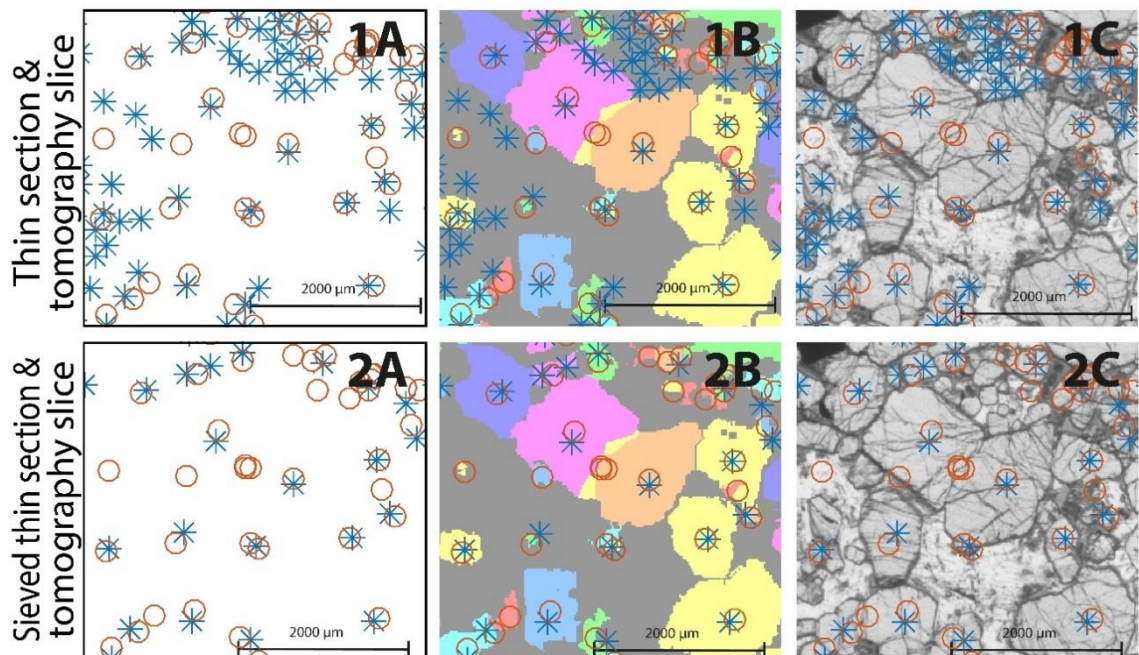 Thin section &
tomography slice
1A
1B
1C
2000 µm
2000 µm
2000 µm
Sieved thin section &
tomography slice
2A
2B
2C
2000 µm
2000 µm
2000 µm